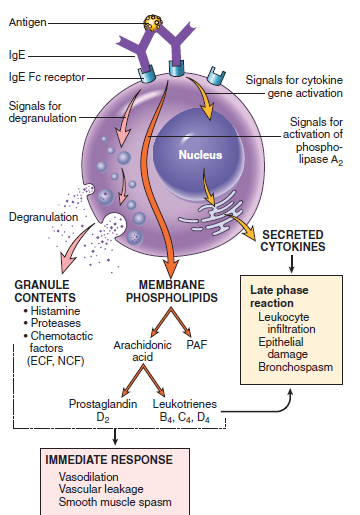 Antigen
IgE
IgE Fc receptor
Signals for
degranulation
Signals for cytokine
gene activation
Signals for
activation of
phospho-
lipase A2
Nucleus
Degranulation
SECRETED
CYTOKINES
GRANULE
CONTENTS
• Histamine
• Proteases
• Chemotactic
factors
(ECF, NCF)
MEMBRANE
PHOSPHOLIPIDS
Arachidonic
acid
PAF
Late phase
reaction
Leukocyte
infiltration
Epithelial
damage
Bronchospasm
Prostaglandin
D2
Leukotrienes
B4, C4, D4
IMMEDIATE RESPONSE
Vasodilation
Vascular leakage
Smooth muscle spasm